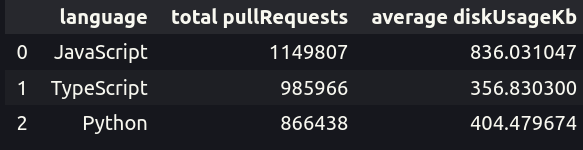 language total pullRequests average diskUsageKb
0 JavaScript 1149807 836.031047
1 TypeScript 985966 356.830300
2 Python 866438 404.479674